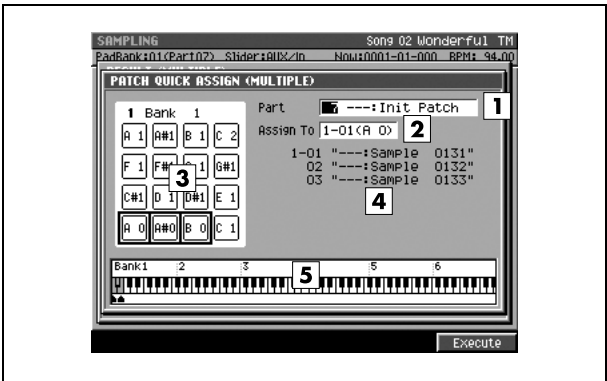 SAMPLING Song 02 Wonderful TM
PadBank:01(Part07) Slider:AUX/In Now:0001-01-000 BPM: 94.00
PATCH QUICK ASSIGN (MULTIPLE)
1 Bank 1
Part 7 ---:Init Patch 1
Assign To 1-01(A 0) 2
A 1 A#1 B 1 C 2
1-01 "---:Sample 0131"
02 "---:Sample 0132"
03 "---:Sample 0133"
F 1 F# 3 1 G#1
C#1 D 1 D#1 E 1
4
A 0 A#0 B 0 C 1
Bank1 2 3 5 5 6
Execute